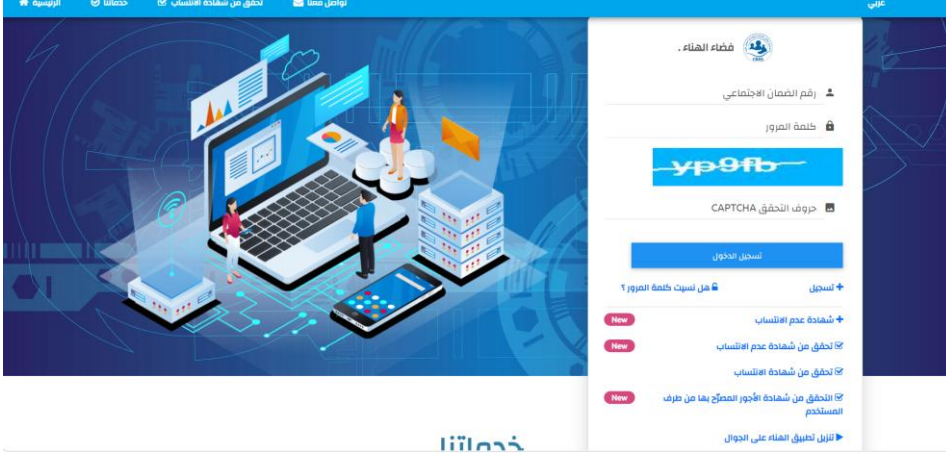 الرئيسية
خدماتنا
تحقق من شهادة الانتساب
تواصل معنا
عربي
فضاء الهناء .
CNAS
رقم الضمان الاجتماعي
كلمة المرور
yp9fb
حروف التحقق CAPTCHA
تسجيل الدخول
تسجيل
هل نسيت كلمة المرور ؟
شهادة عدم الانتساب New
تحقق من شهادة عدم الانتساب New
تحقق من شهادة الانتساب
التحقق من شهادة الأجور المصرّح بها من طرف New
المستخدم
تنزيل تطبيق الهناء على الجوال
خدماتنا